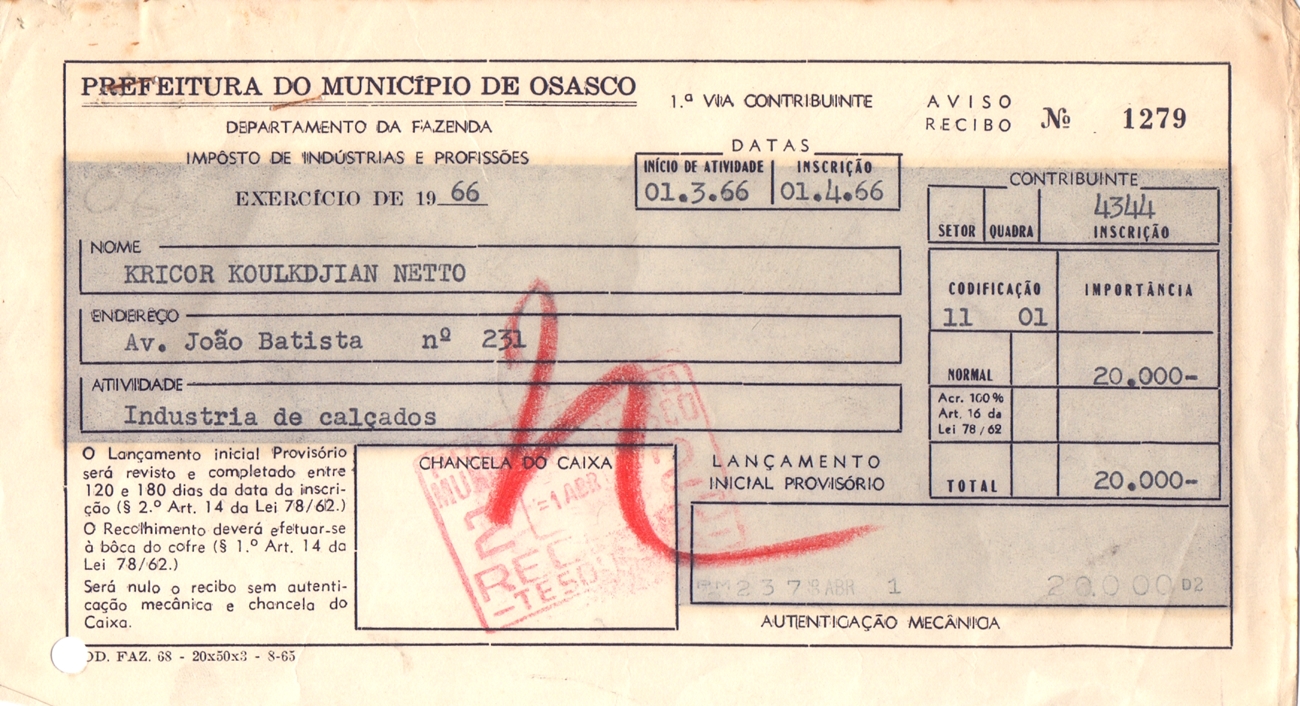 PREFEITURA DO MUNICÍPIO DE OSASCO
DEPARTAMENTO DA FAZENDA
IMPÔSTO DE INDÚSTRIAS E PROFISSÕES
EXERCÍCIO DE 19 66
1.ª VIA CONTRIBUINTE
AVISO
RECIBO Nº 1279
DATAS
INÍCIO DE ATIVIDADE INSCRIÇÃO
01.3.66 01.4.66
CONTRIBUINTE
4344
SETOR QUADRA INSCRIÇÃO
NOME
KRICOR KOULKDJIAN NETTO
ENDEREÇO
Av. João Batista nº 231
ATIVIDADE
Industria de calçados
CODIFICAÇÃO IMPORTÂNCIA
11 01
NORMAL 20.000-
Acr. 100%
Art. 16 da
Lei 78/62
TOTAL 20.000-
O Lançamento inicial Provisório
será revisto e completado entre
120 e 180 dias da data da inscri-
ção (§ 2.º Art. 14 da Lei 78/62.)
O Recolhimento deverá efetuar-se
à bôca do cofre (§ 1.º Art. 14 da
Lei 78/62.)
Será nulo o recibo sem autenti-
cação mecânica e chancela do
Caixa.
CHANCELA DO CAIXA
1 ABR
LANÇAMENTO
INICIAL PROVISÓRIO
237 ABR 1 20.000 D2
AUTENTICAÇÃO MECÂNICA
OD. FAZ. 68 - 20x50x3 - 8-65